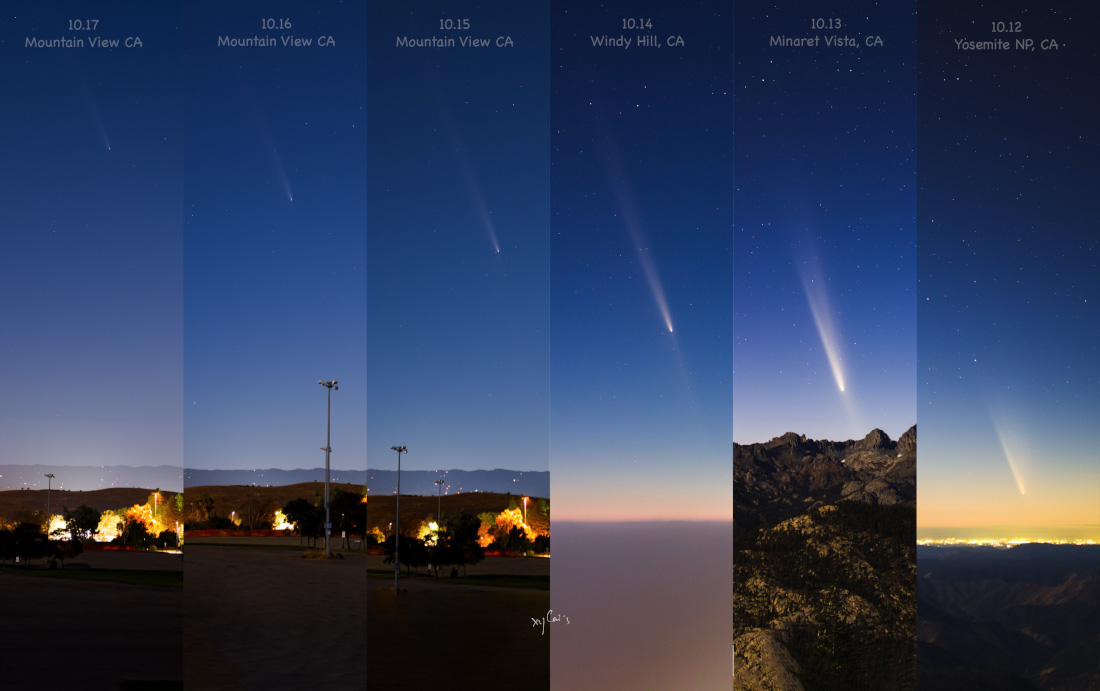 10.17
Mountain View CA
10.16
Mountain View CA
10.15
Mountain View CA
10.14
Windy Hill, CA
10.13
Minaret Vista, CA
10.12
Yosemite NP, CA
xyCai's